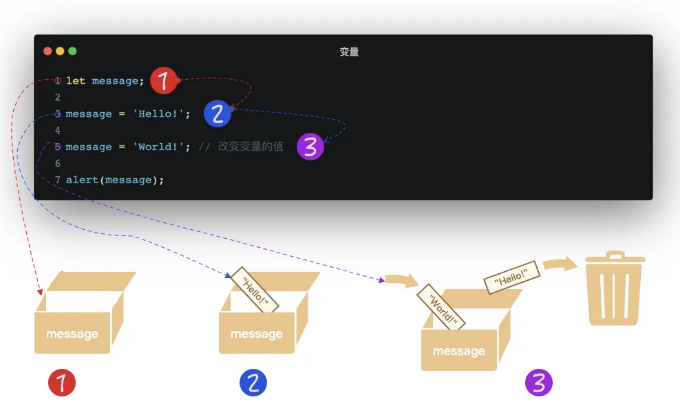 变量
1 let message; 1
2
3 message = 'Hello!'; 2
4
5 message = 'World!'; // 改变变量的值 3
6
7 alert(message);
"Hello!"
"Hello!"
"World!"
message
message
message
1
2
3